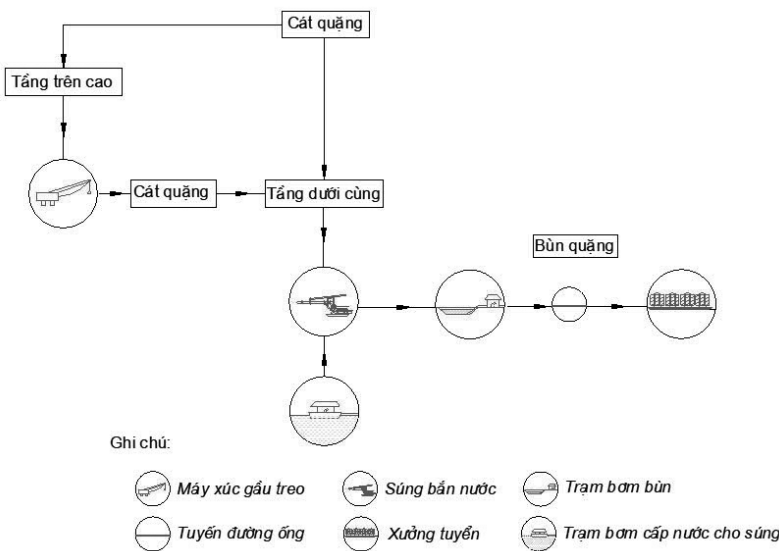 Cát quặng
Tầng trên cao
Cát quặng
Tầng dưới cùng
Bùn quặng
Ghi chú:
Máy xúc gầu treo
Súng bắn nước
Trạm bơm bùn
Tuyến đường ống
Xưởng tuyển
Trạm bơm cấp nước cho súng